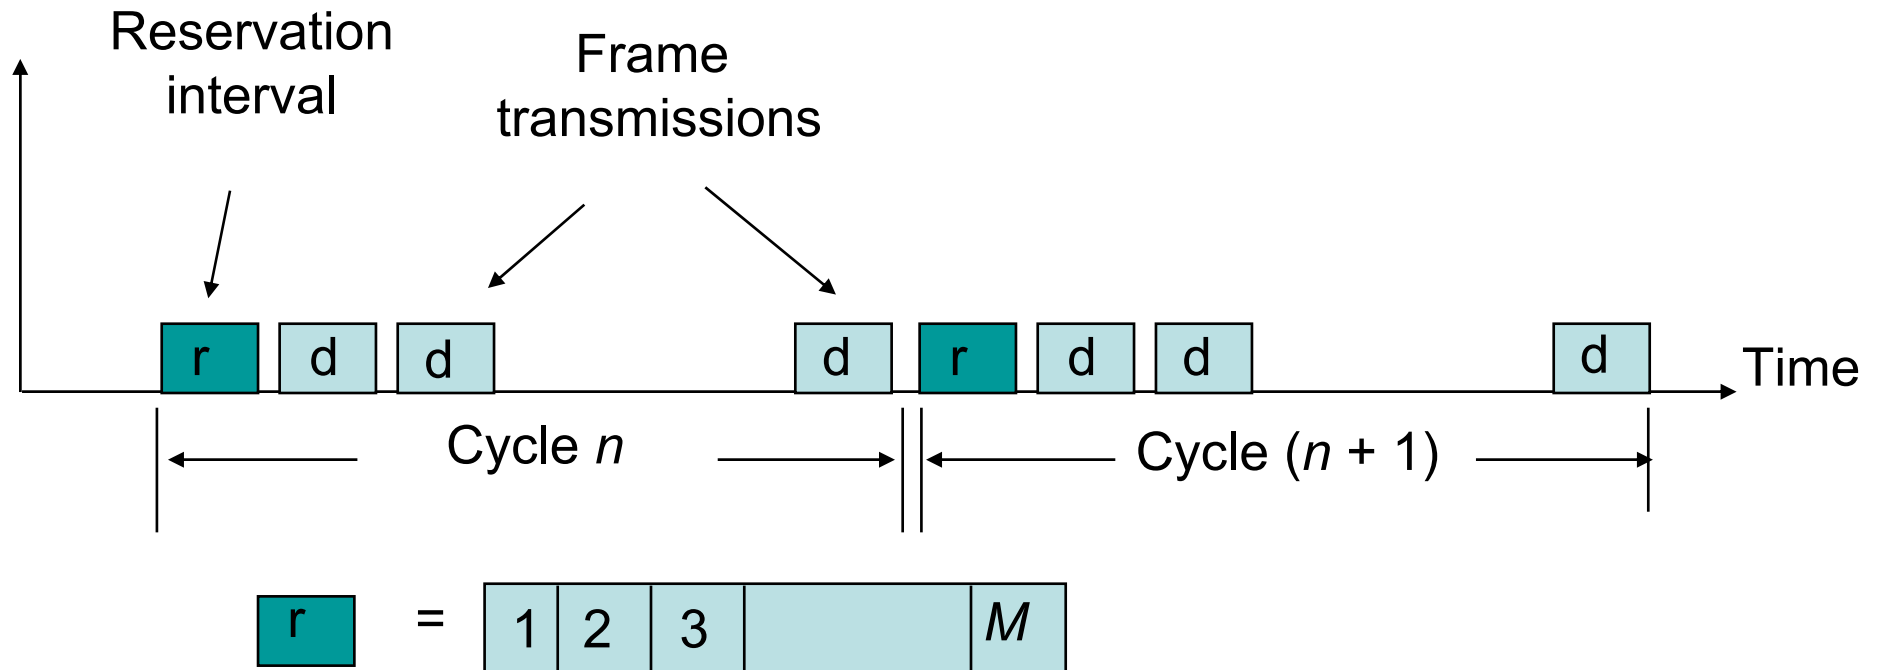 Reservation
interval
Frame
transmissions
r d d d r d d d Time
Cycle n Cycle (n + 1)
r = 1 2 3 M